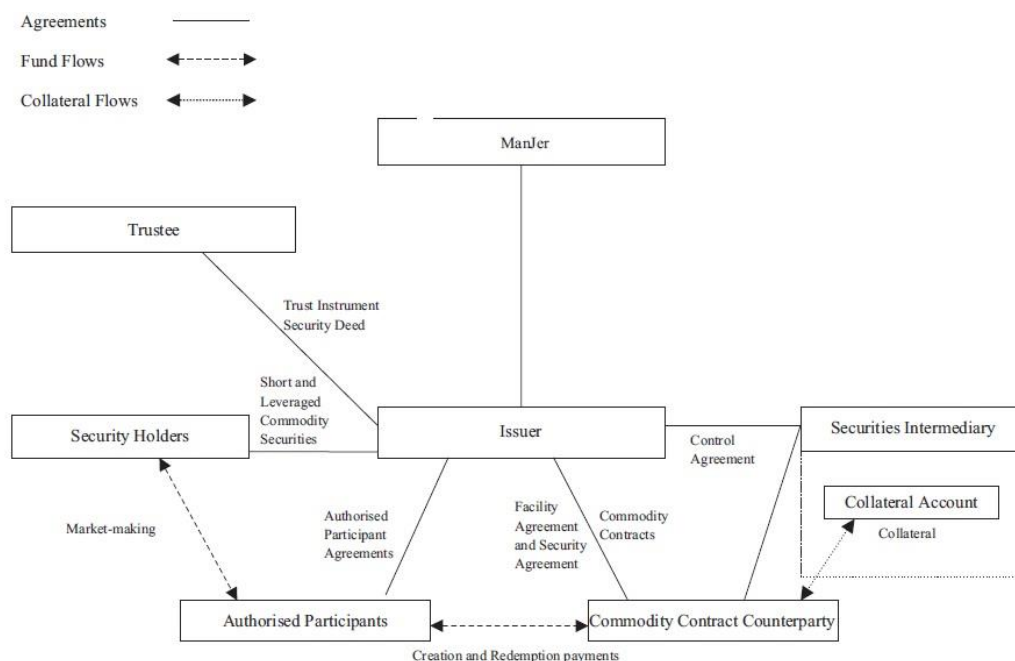 Agreements
Fund Flows
Collateral Flows
ManJer
Trustee
Trust Instrument
Security Deed
Short and
Leveraged
Commodity
Securities
Security Holders
Issuer
Securities Intermediary
Control
Agreement
Collateral Account
Collateral
Market-making
Authorised
Participant
Agreements
Facility
Agreement
and Security
Agreement
Commodity
Contracts
Authorised Participants
Commodity Contract Counterparty
Creation and Redemption payments